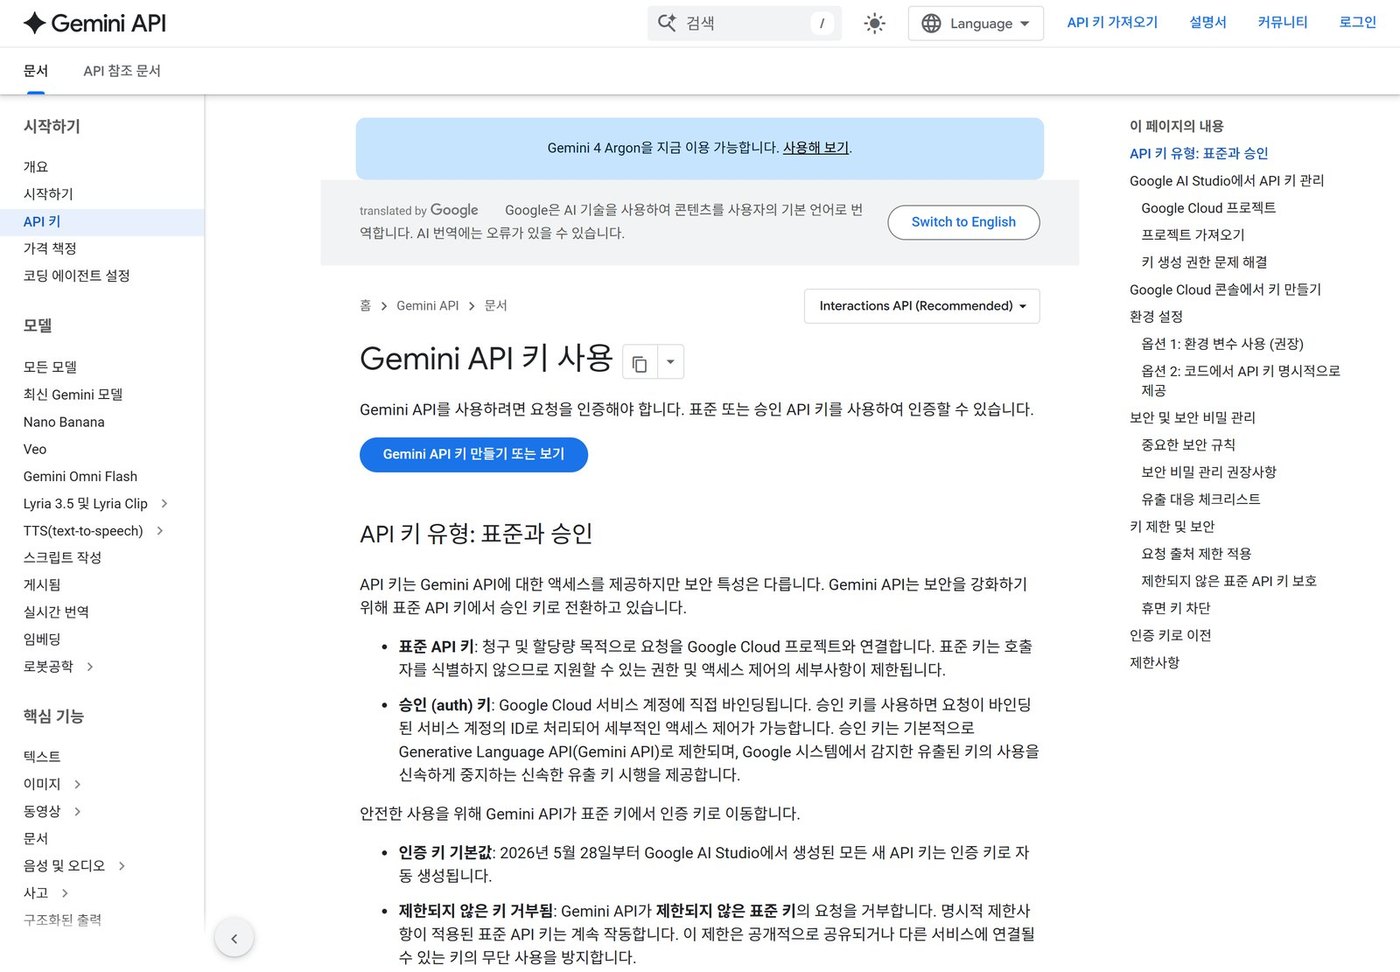 Gemini API
검색
/
Language
API 키 가져오기
설명서
커뮤니티
로그인
문서
API 참조 문서
시작하기
개요
시작하기
API 키
가격 책정
코딩 에이전트 설정
모델
모든 모델
최신 Gemini 모델
Nano Banana
Veo
Gemini Omni Flash
Lyria 3.5 및 Lyria Clip
TTS(text-to-speech)
스크립트 작성
게시됨
실시간 번역
임베딩
로봇공학
핵심 기능
텍스트
이미지
동영상
문서
음성 및 오디오
사고
구조화된 출력
Gemini 4 Argon을 지금 이용 가능합니다. 사용해 보기.
translated by Google
Google은 AI 기술을 사용하여 콘텐츠를 사용자의 기본 언어로 번
역합니다. AI 번역에는 오류가 있을 수 있습니다.
Switch to English
홈 > Gemini API > 문서
Interactions API (Recommended)
Gemini API 키 사용
Gemini API를 사용하려면 요청을 인증해야 합니다. 표준 또는 승인 API 키를 사용하여 인증할 수 있습니다.
Gemini API 키 만들기 또는 보기
API 키 유형: 표준과 승인
API 키는 Gemini API에 대한 액세스를 제공하지만 보안 특성은 다릅니다. Gemini API는 보안을 강화하기
위해 표준 API 키에서 승인 키로 전환하고 있습니다.
• 표준 API 키: 청구 및 할당량 목적으로 요청을 Google Cloud 프로젝트와 연결합니다. 표준 키는 호출
자를 식별하지 않으므로 지원할 수 있는 권한 및 액세스 제어의 세부사항이 제한됩니다.
• 승인 (auth) 키: Google Cloud 서비스 계정에 직접 바인딩됩니다. 승인 키를 사용하면 요청이 바인딩
된 서비스 계정의 ID로 처리되어 세부적인 액세스 제어가 가능합니다. 승인 키는 기본적으로
Generative Language API(Gemini API)로 제한되며, Google 시스템에서 감지한 유출된 키의 사용을
신속하게 중지하는 신속한 유출 키 시행을 제공합니다.
안전한 사용을 위해 Gemini API가 표준 키에서 인증 키로 이동합니다.
• 인증 키 기본값: 2026년 5월 28일부터 Google AI Studio에서 생성된 모든 새 API 키는 인증 키로 자
동 생성됩니다.
• 제한되지 않은 키 거부됨: Gemini API가 제한되지 않은 표준 키의 요청을 거부합니다. 명시적 제한사
항이 적용된 표준 API 키는 계속 작동합니다. 이 제한은 공개적으로 공유되거나 다른 서비스에 연결될
수 있는 키의 무단 사용을 방지합니다.
이 페이지의 내용
API 키 유형: 표준과 승인
Google AI Studio에서 API 키 관리
Google Cloud 프로젝트
프로젝트 가져오기
키 생성 권한 문제 해결
Google Cloud 콘솔에서 키 만들기
환경 설정
옵션 1: 환경 변수 사용 (권장)
옵션 2: 코드에서 API 키 명시적으로
제공
보안 및 보안 비밀 관리
중요한 보안 규칙
보안 비밀 관리 권장사항
유출 대응 체크리스트
키 제한 및 보안
요청 출처 제한 적용
제한되지 않은 표준 API 키 보호
휴면 키 차단
인증 키로 이전
제한사항